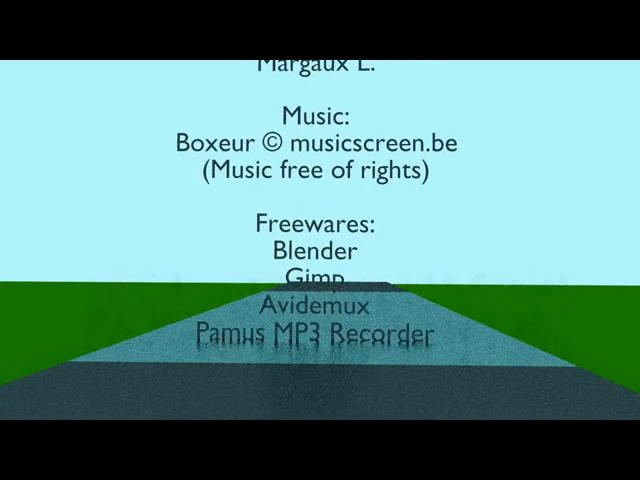 Margaux L.
Music:
Boxeur © musicscreen.be
(Music free of rights)
Freewares:
Blender
Gimp
Avidemux
Pamus MP3 Recorder